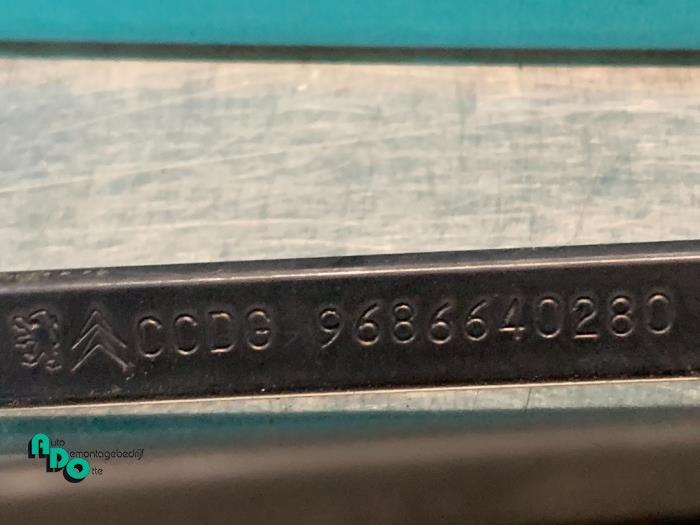 CCDG 9686640280
Auto
Demontagebedrijf
Otte